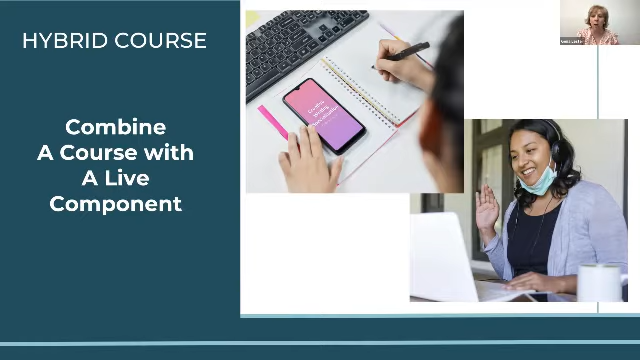 HYBRID COURSE
Combine
A Course with
A Live
Component